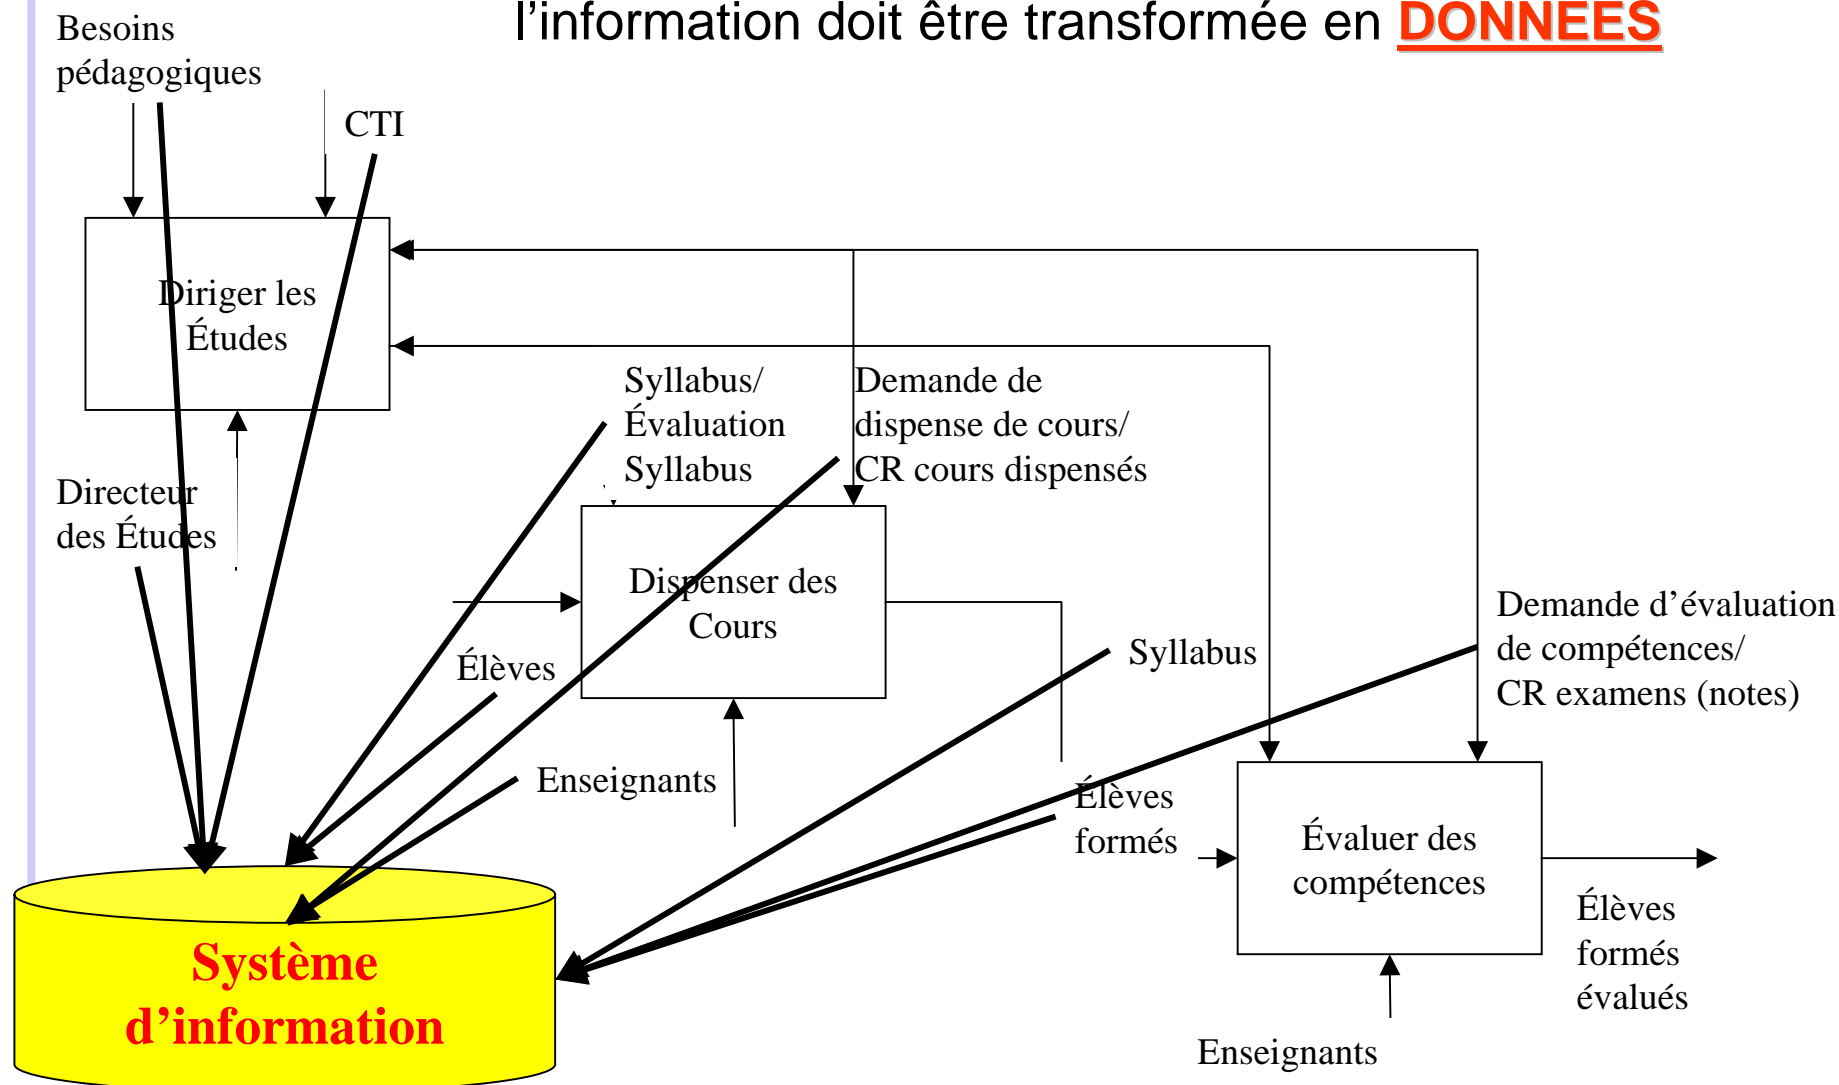 l’information doit être transformée en DONNEES
Besoins
pédagogiques
CTI
Diriger les
Études
Syllabus/
Évaluation
Syllabus
Demande de
dispense de cours/
CR cours dispensés
Directeur
des Études
Dispenser des
Cours
Élèves
Syllabus
Demande d’évaluation
de compétences/
CR examens (notes)
Enseignants
Élèves
formés
Évaluer des
compétences
Élèves
formés
évalués
Système
d’information
Enseignants